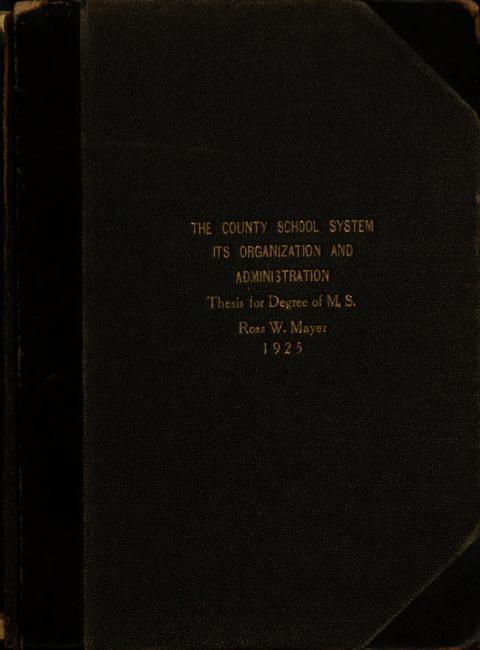 THE COUNTY SCHOOL SYSTEM
ITS ORGANIZATION AND
ADMINISTRATION
Thesis for Degree of M. S.
Ross W. Mayer
1925